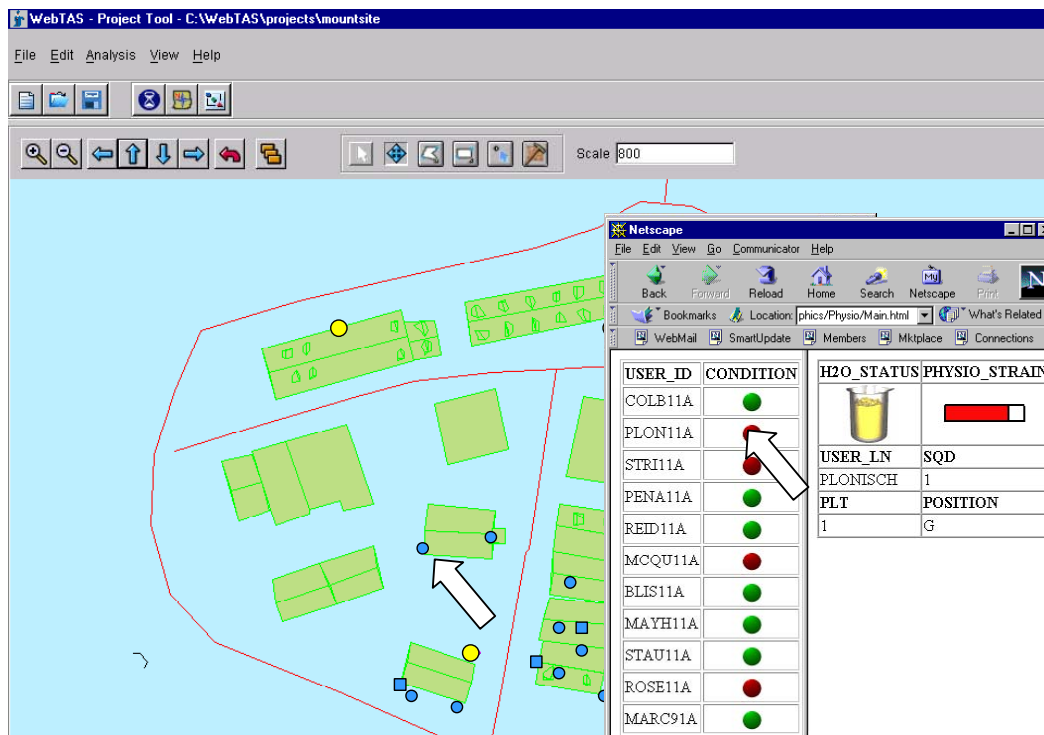 WebTAS - Project Tool - C:\WebTAS\projects\mountsite
File Edit Analysis View Help
Scale 800
Netscape
File Edit View Go Communicator Help
Back Forward Reload Home Search Netscape Print
My
N
Bookmarks Location: phics/Physio/Main.html What's Related
WebMail SmartUpdate Members Mktplace Connections
USER_ID CONDITION
COLB11A
PLON11A
STRI11A
PENA11A
REID11A
MCQU11A
BLIS11A
MAYH11A
STAU11A
ROSE11A
MARC91A
H2O_STATUS PHYSIO_STRAIN
USER_LN SQD
PLONISCH 1
PLT POSITION
1 G